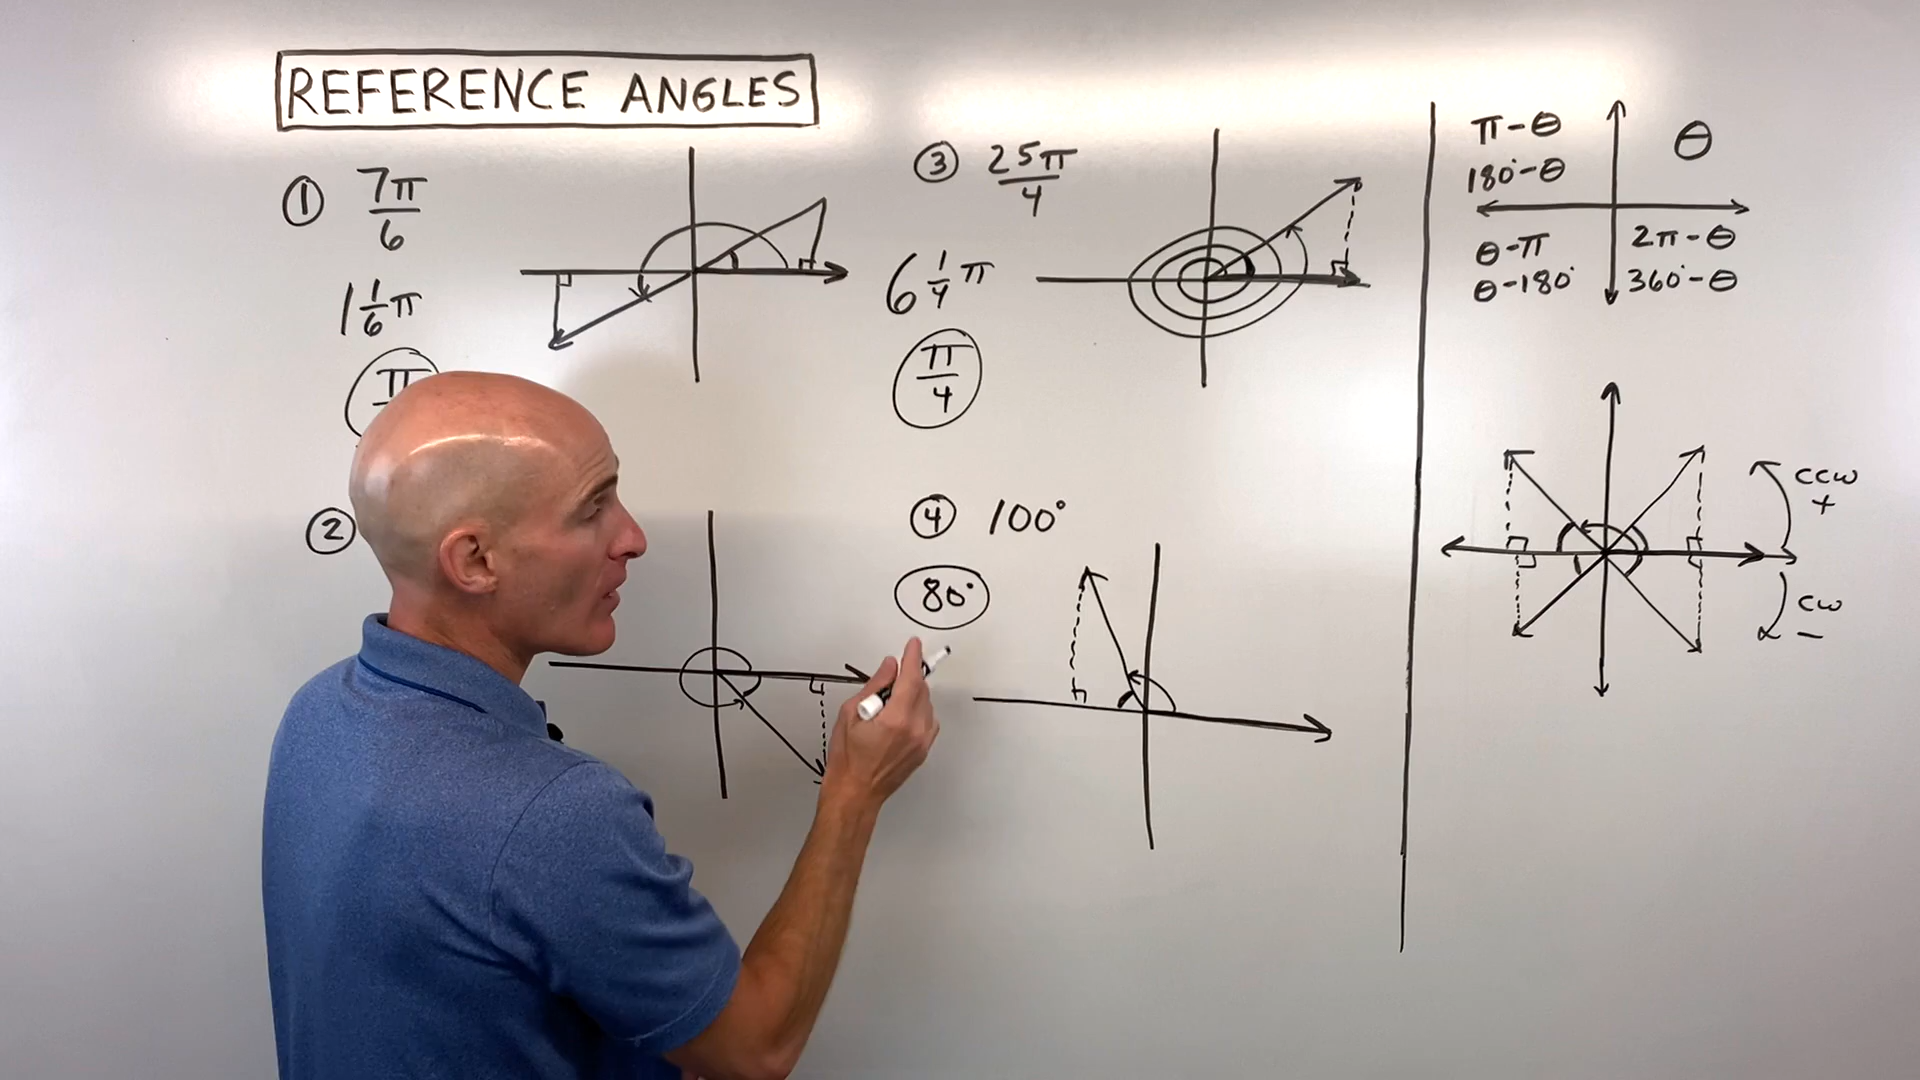 REFERENCE ANGLES
① 7π/6
1 1/6 π
π
②
③ 25π/4
6 1/4 π
π/4
④ 100°
80°
π-θ
180°-θ
θ
θ-π
θ-180°
2π-θ
360°-θ
CCW
+
CW
−